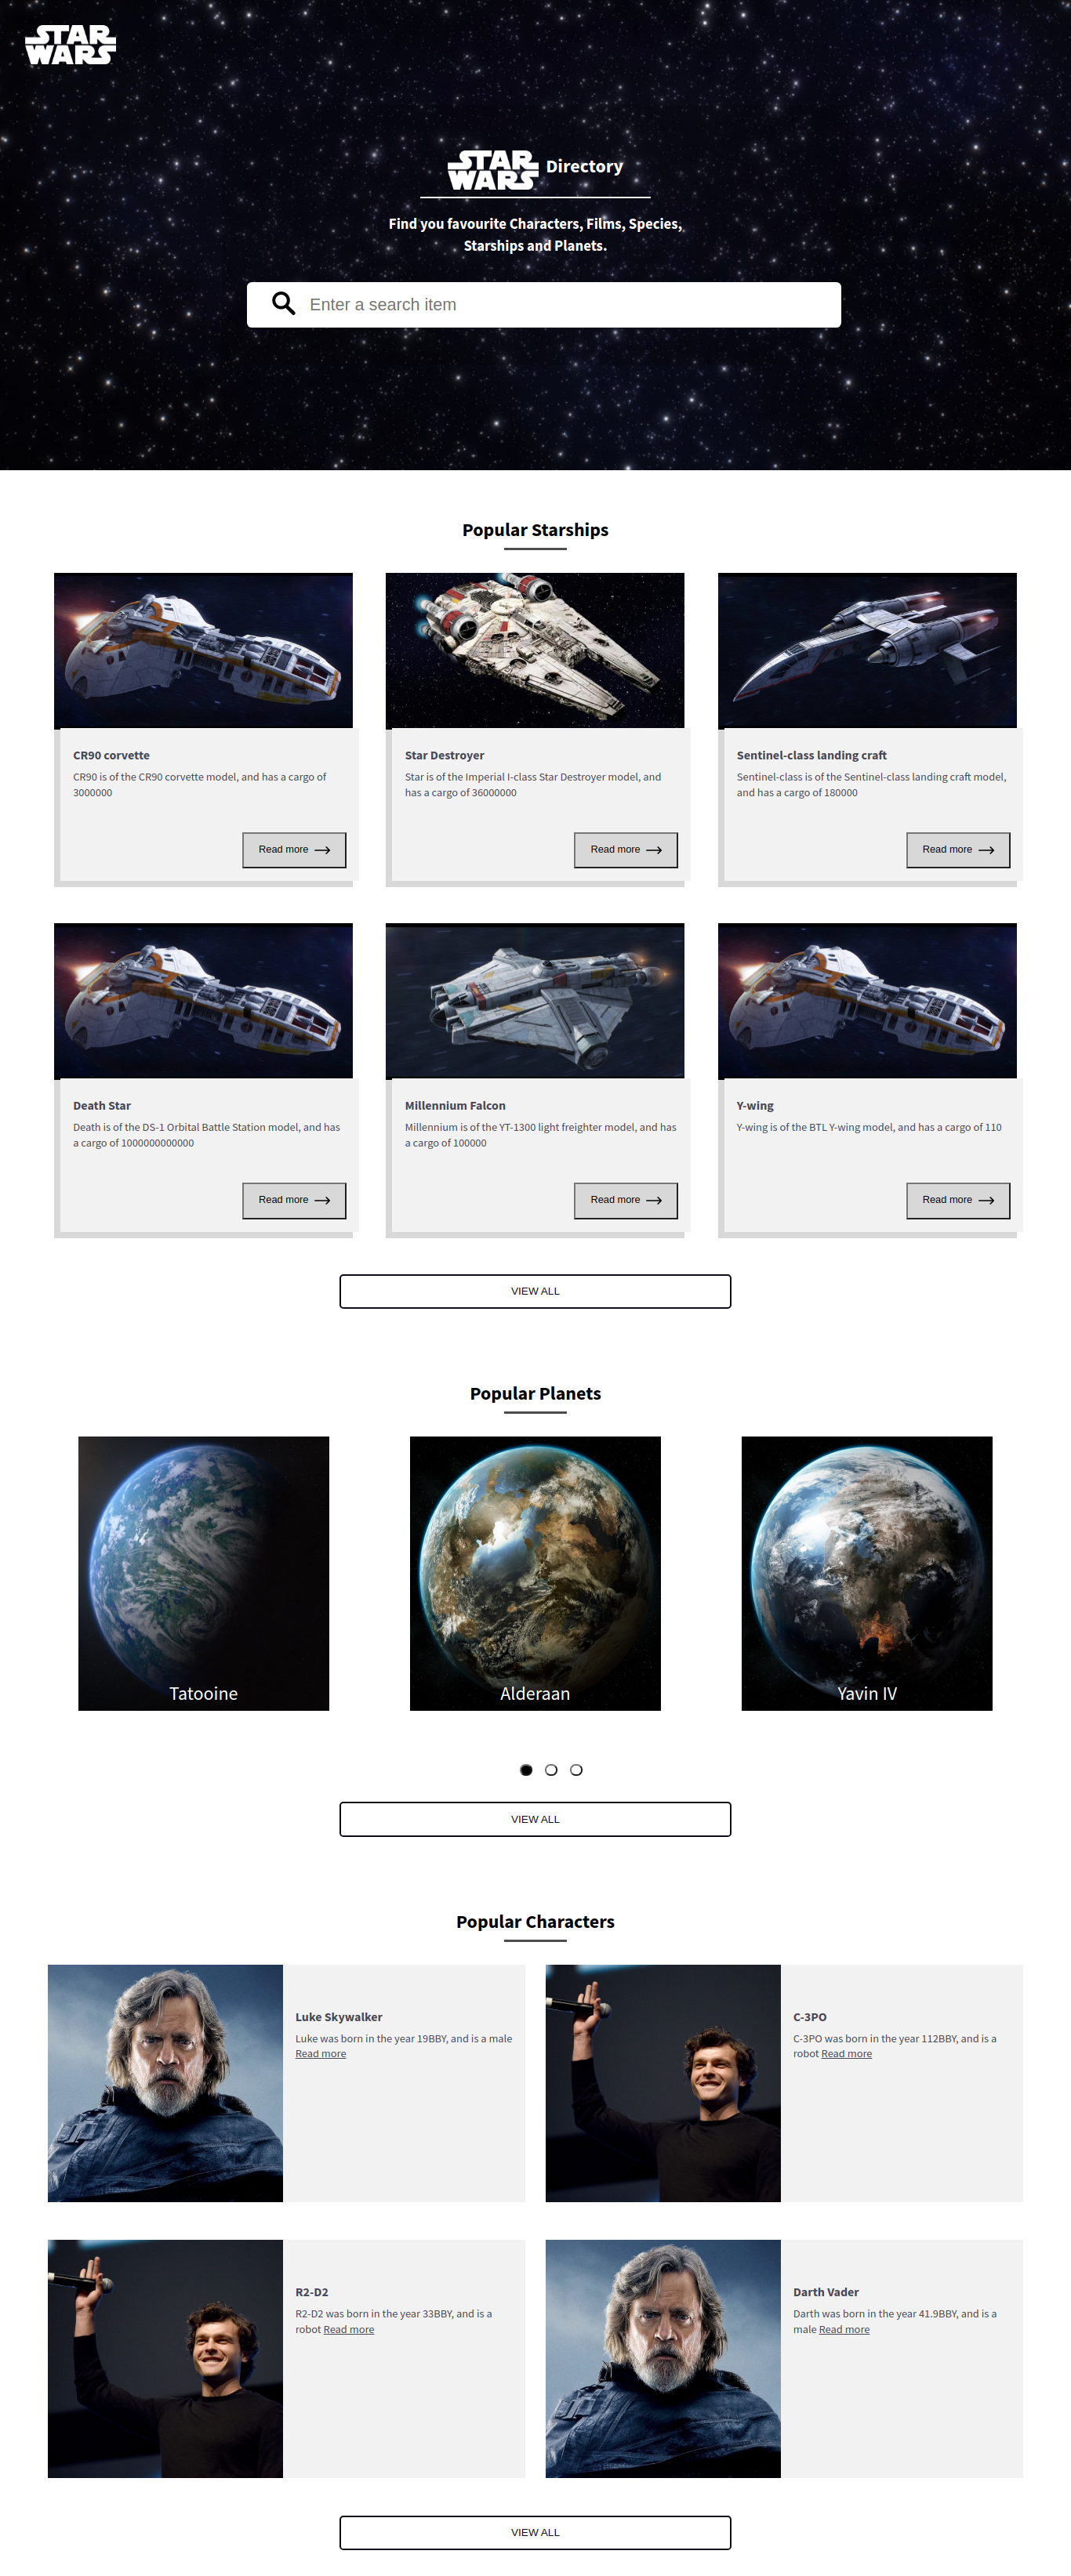 STAR
WARS
STAR
WARS Directory
Find you favourite Characters, Films, Species,
Starships and Planets.
Enter a search item
Popular Starships
CR90 corvette
CR90 is of the CR90 corvette model, and has a cargo of
3000000
Read more
Star Destroyer
Star is of the Imperial I-class Star Destroyer model, and
has a cargo of 36000000
Read more
Sentinel-class landing craft
Sentinel-class is of the Sentinel-class landing craft model,
and has a cargo of 180000
Read more
Death Star
Death is of the DS-1 Orbital Battle Station model, and has
a cargo of 1000000000000
Read more
Millennium Falcon
Millennium is of the YT-1300 light freighter model, and has
a cargo of 100000
Read more
Y-wing
Y-wing is of the BTL Y-wing model, and has a cargo of 110
Read more
VIEW ALL
Popular Planets
Tatooine
Alderaan
Yavin IV
VIEW ALL
Popular Characters
Luke Skywalker
Luke was born in the year 19BBY, and is a male
Read more
C-3PO
C-3PO was born in the year 112BBY, and is a
robot Read more
R2-D2
R2-D2 was born in the year 33BBY, and is a
robot Read more
Darth Vader
Darth was born in the year 41.9BBY, and is a
male Read more
VIEW ALL